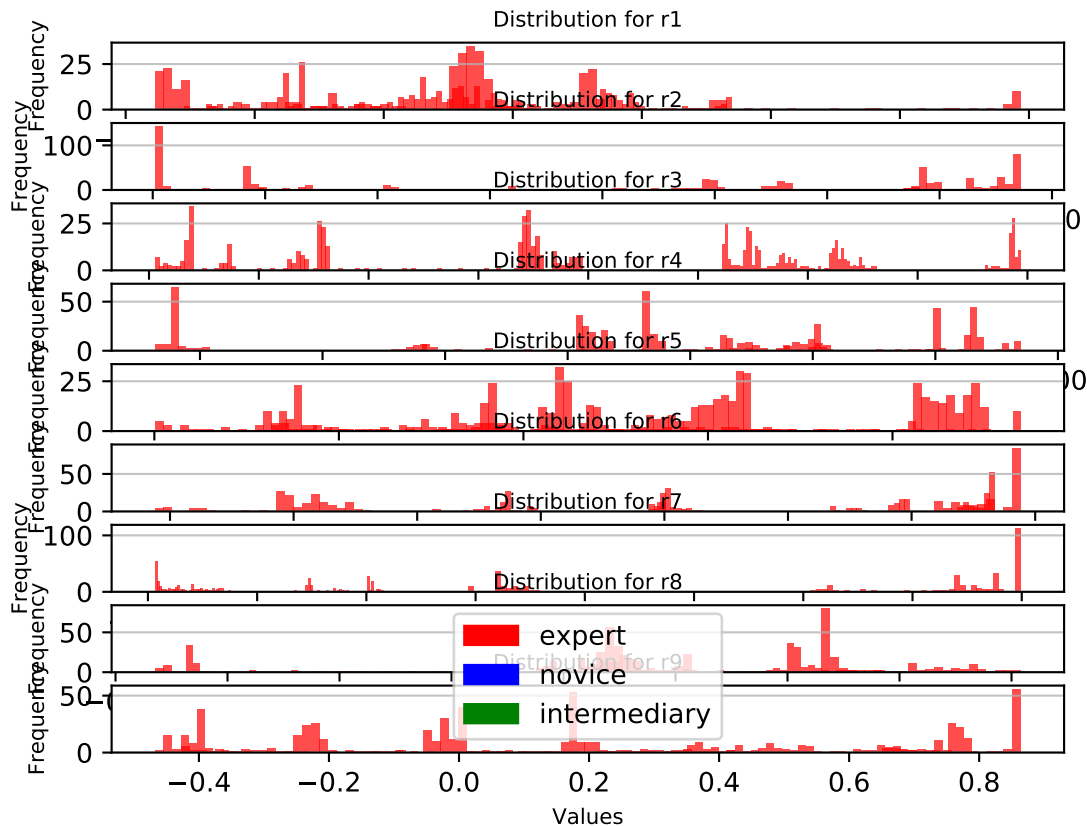 Distribution for r1
Frequency
25
0
Distribution for r2
Frequency
100
0
Distribution for r3
0
Frequency
25
0
Distribution for r4
Frequency
50
0
Distribution for r5
00
Frequency
25
0
Distribution for r6
Frequency
50
0
Distribution for r7
Frequency
100
0
Distribution for r8
Frequency
50
0
Distribution for r9
expert
novice
intermediary
Frequency
50
0
−0.4 −0.2 0.0 0.2 0.4 0.6 0.8
Values